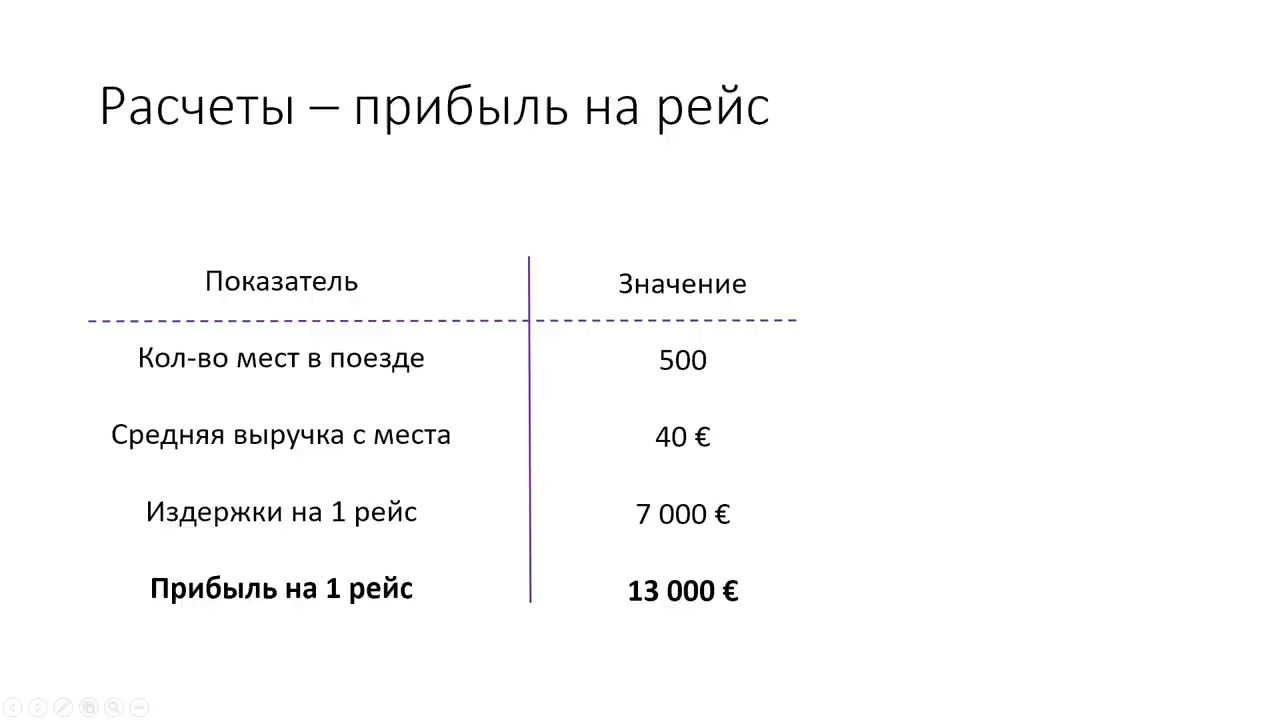 Расчеты – прибыль на рейс
Показатель
Значение
Кол-во мест в поезде
500
Средняя выручка с места
40 €
Издержки на 1 рейс
7 000 €
Прибыль на 1 рейс
13 000 €